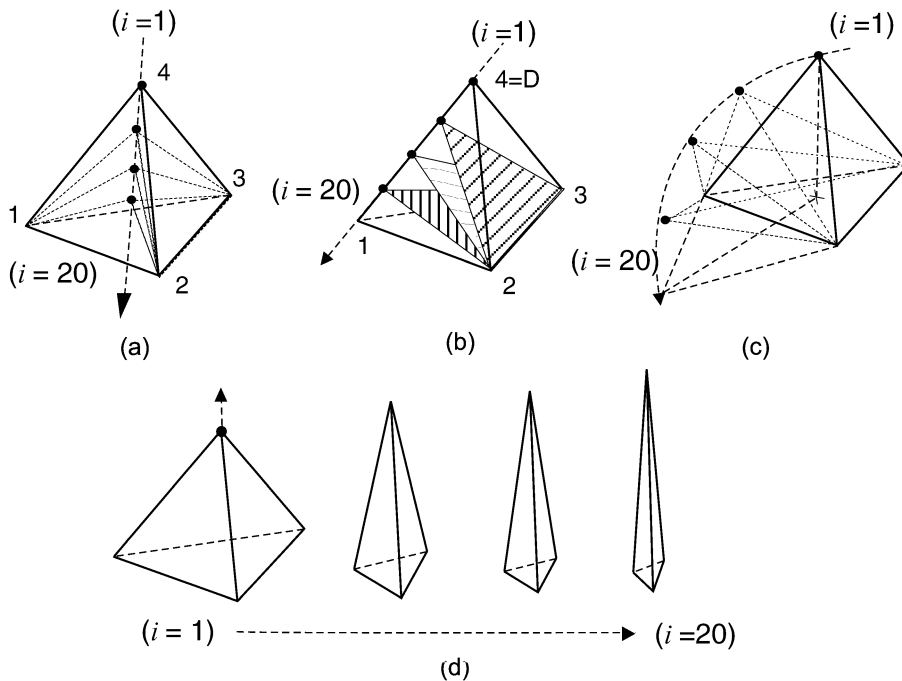 (i =1)
4
3
1
(i = 20)
2
(a)
(i =1)
4=D
(i = 20)
3
1
2
(b)
(i =1)
(i = 20)
(c)
(i = 1)
(i =20)
(d)